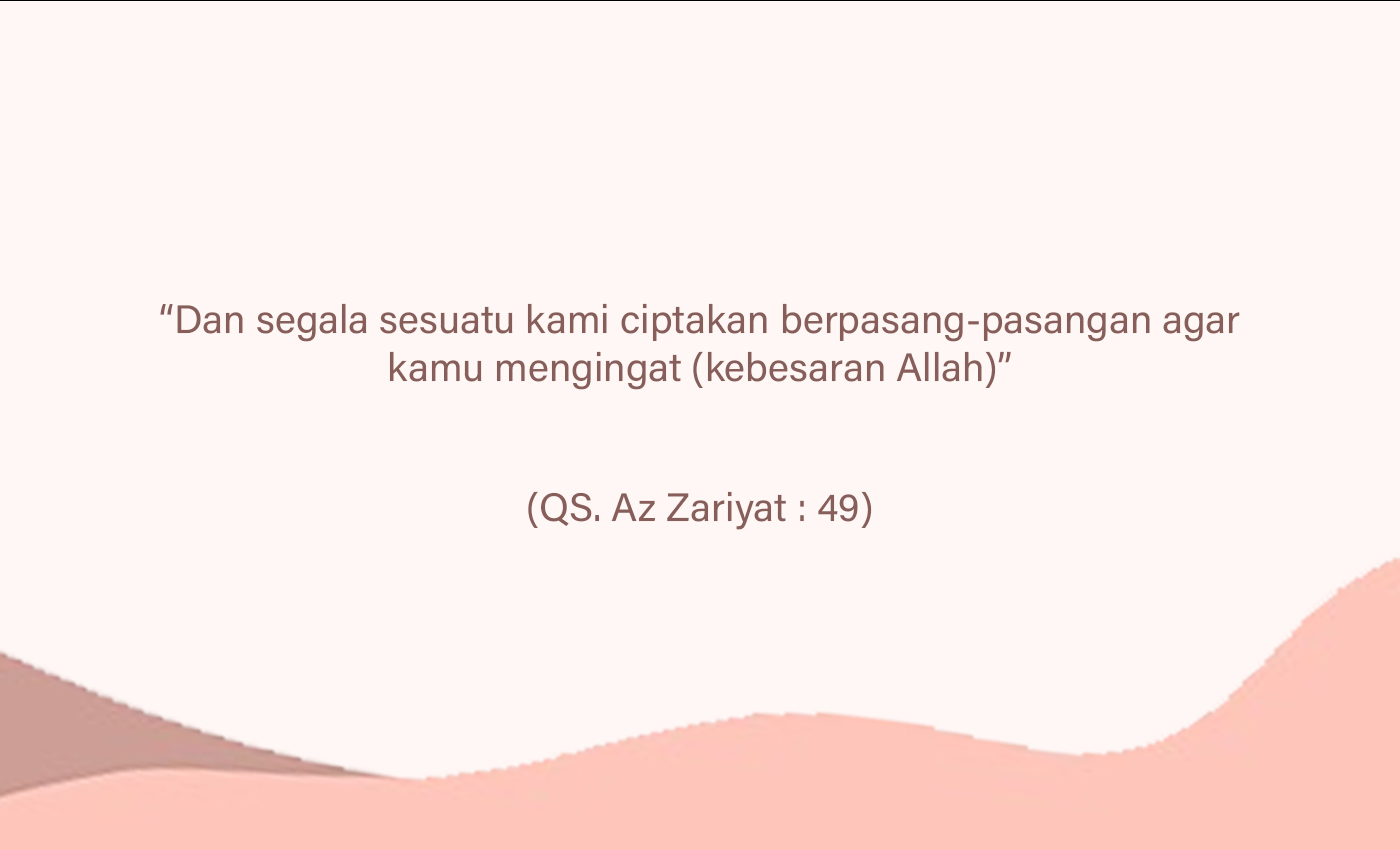 “Dan segala sesuatu kami ciptakan berpasang-pasangan agar
kamu mengingat (kebesaran Allah)”
(QS. Az Zariyat : 49)